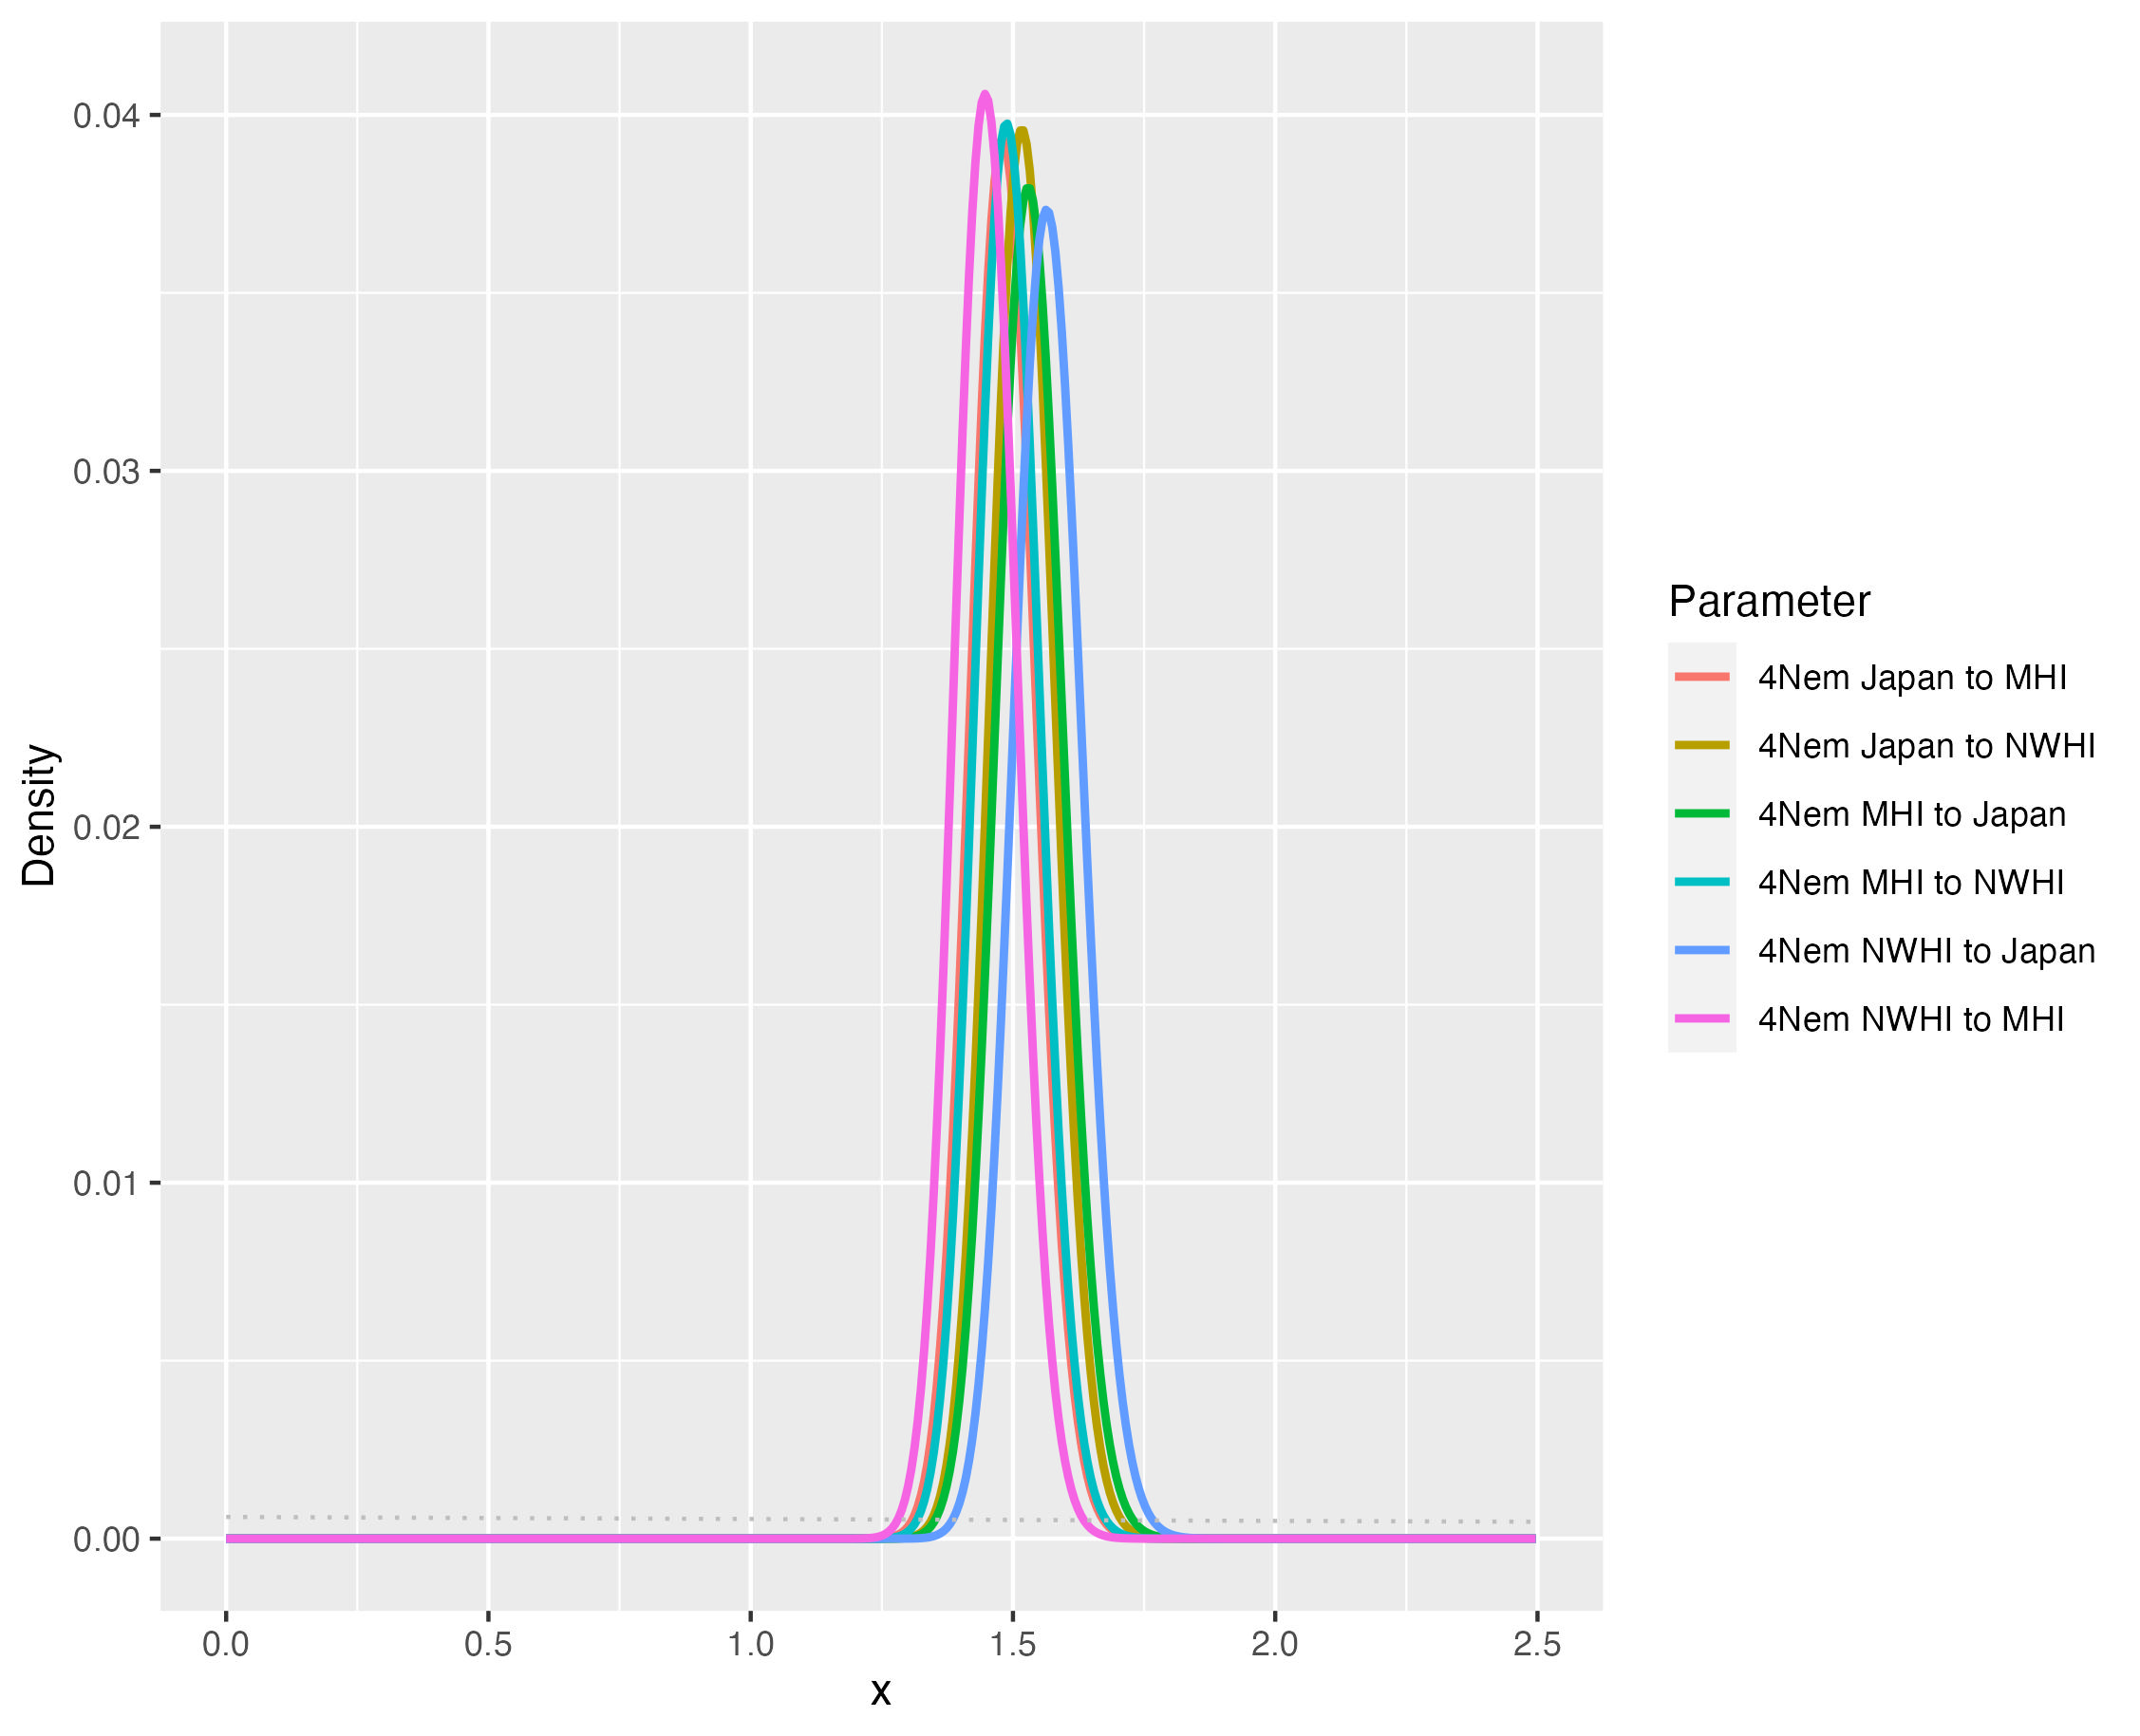 0.04
0.03
0.02
0.01
0.00
Density
0.0
0.5
1.0
1.5
2.0
2.5
x
Parameter
4Nem Japan to MHI
4Nem Japan to NWHI
4Nem MHI to Japan
4Nem MHI to NWHI
4Nem NWHI to Japan
4Nem NWHI to MHI